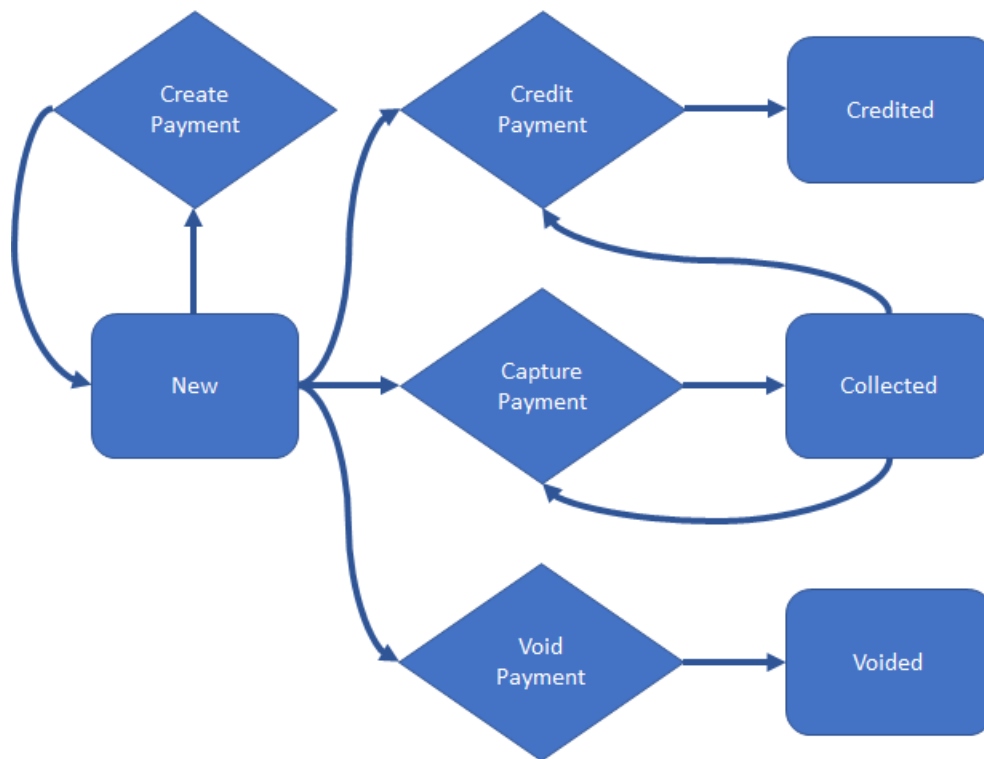 Create
Payment
Credit
Payment
Credited
New
Capture
Payment
Collected
Void
Payment
Voided